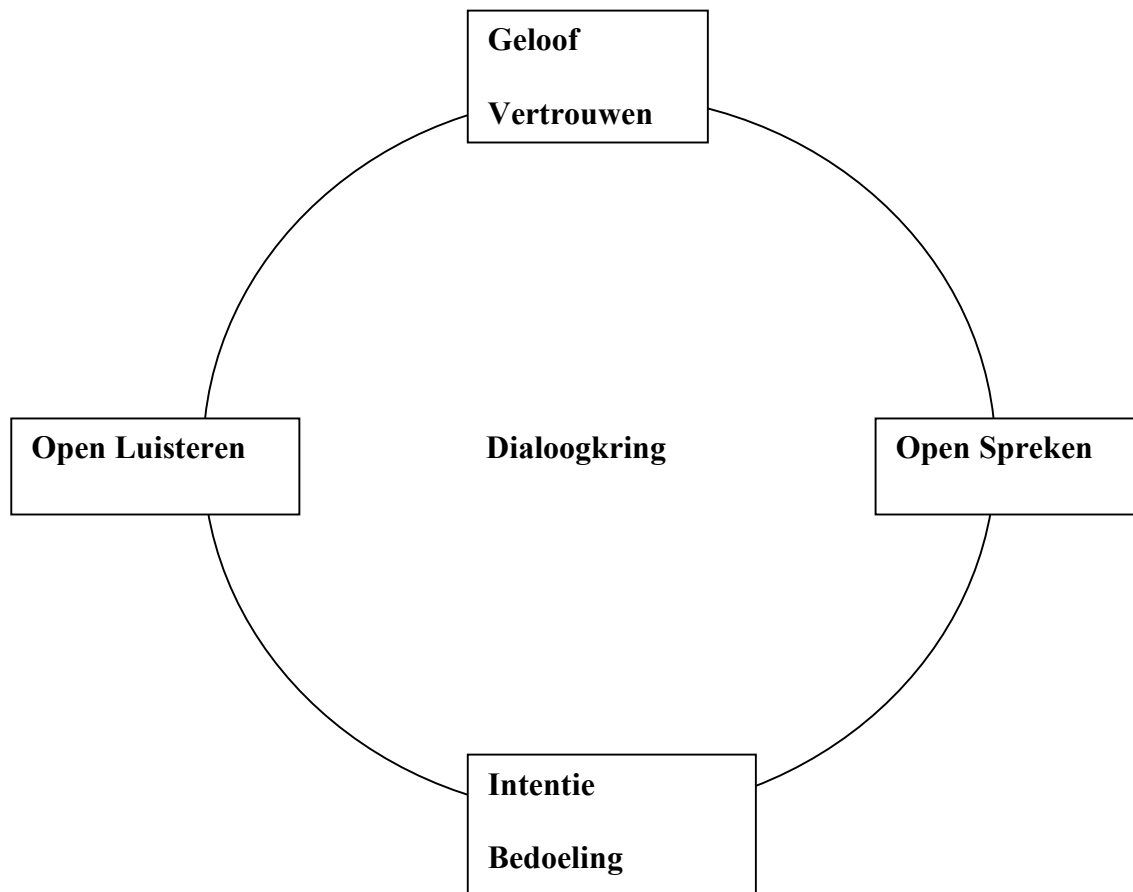 Geloof
Vertrouwen
Open Luisteren
Dialoogkring
Open Spreken
Intentie
Bedoeling